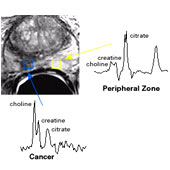 citrate
creatine
choline
Peripheral Zone
choline
creatine
citrate
Cancer